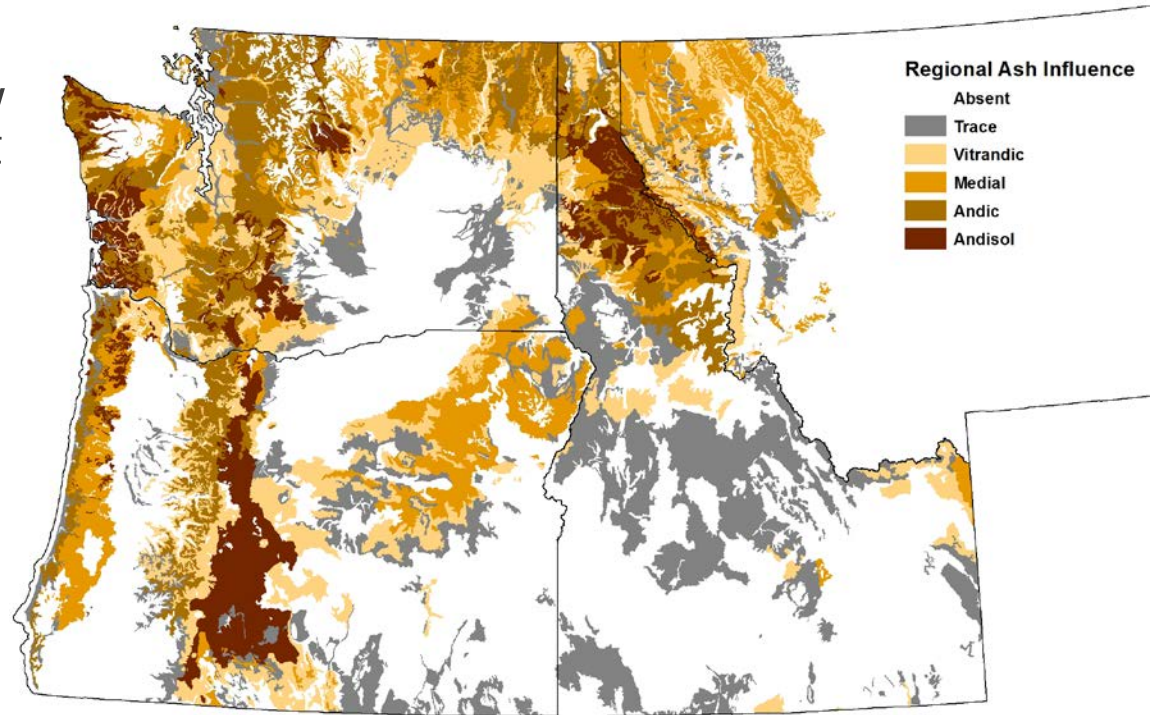 Regional Ash Influence
Absent
Trace
Vitrandic
Medial
Andic
Andisol